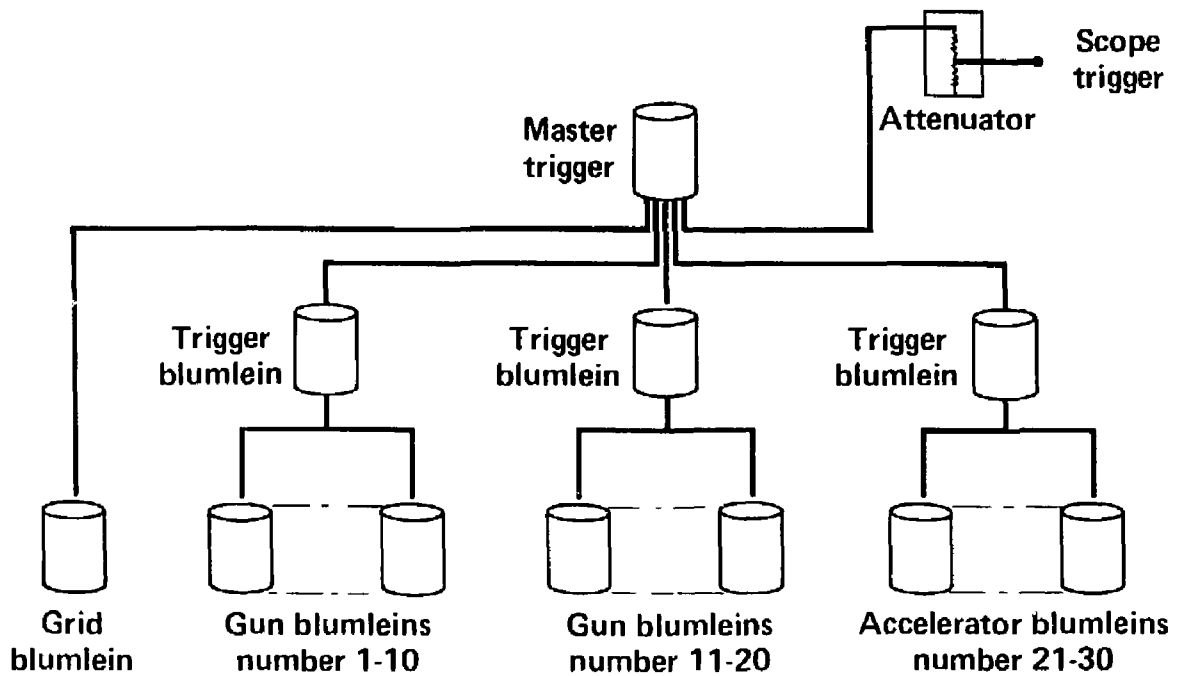 Scope
trigger
Attenuator
Master
trigger
Trigger
blumlein
Trigger
blumlein
Trigger
blumlein
Grid
blumlein
Gun blumleins
number 1-10
Gun blumleins
number 11-20
Accelerator blumleins
number 21-30